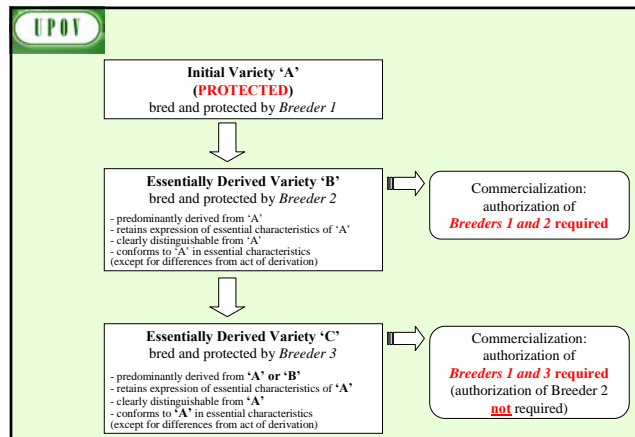 UPOV
Initial Variety ‘A’
(PROTECTED)
bred and protected by Breeder 1
Essentially Derived Variety ‘B’
bred and protected by Breeder 2
- predominantly derived from ‘A’
- retains expression of essential characteristics of ‘A’
- clearly distinguishable from ‘A’
- conforms to ‘A’ in essential characteristics
(except for differences from act of derivation)
Commercialization:
authorization of
Breeders 1 and 2 required
Essentially Derived Variety ‘C’
bred and protected by Breeder 3
- predominantly derived from ‘A’ or ‘B’
- retains expression of essential characteristics of ‘A’
- clearly distinguishable from ‘A’
- conforms to ‘A’ in essential characteristics
(except for differences from act of derivation)
Commercialization:
authorization of
Breeders 1 and 3 required
(authorization of Breeder 2
not required)